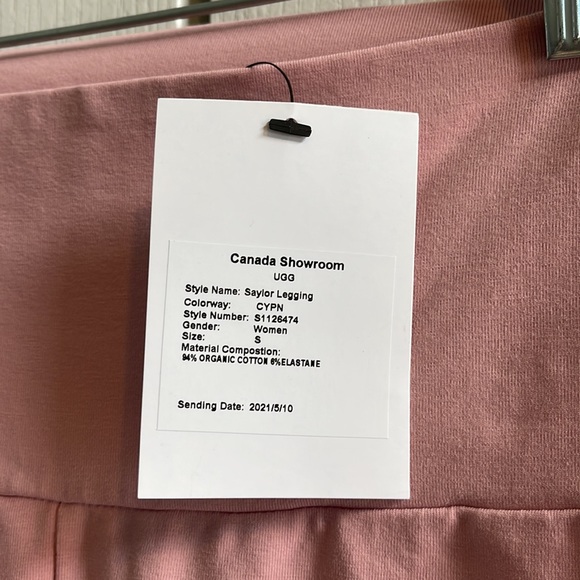 Canada Showroom
UGG
Style Name: Saylor Legging
Colorway: CYPN
Style Number: S1126474
Gender: Women
Size: S
Material Compostion:
94% ORGANIC COTTON 6%ELASTANE
Sending Date: 2021/5/10